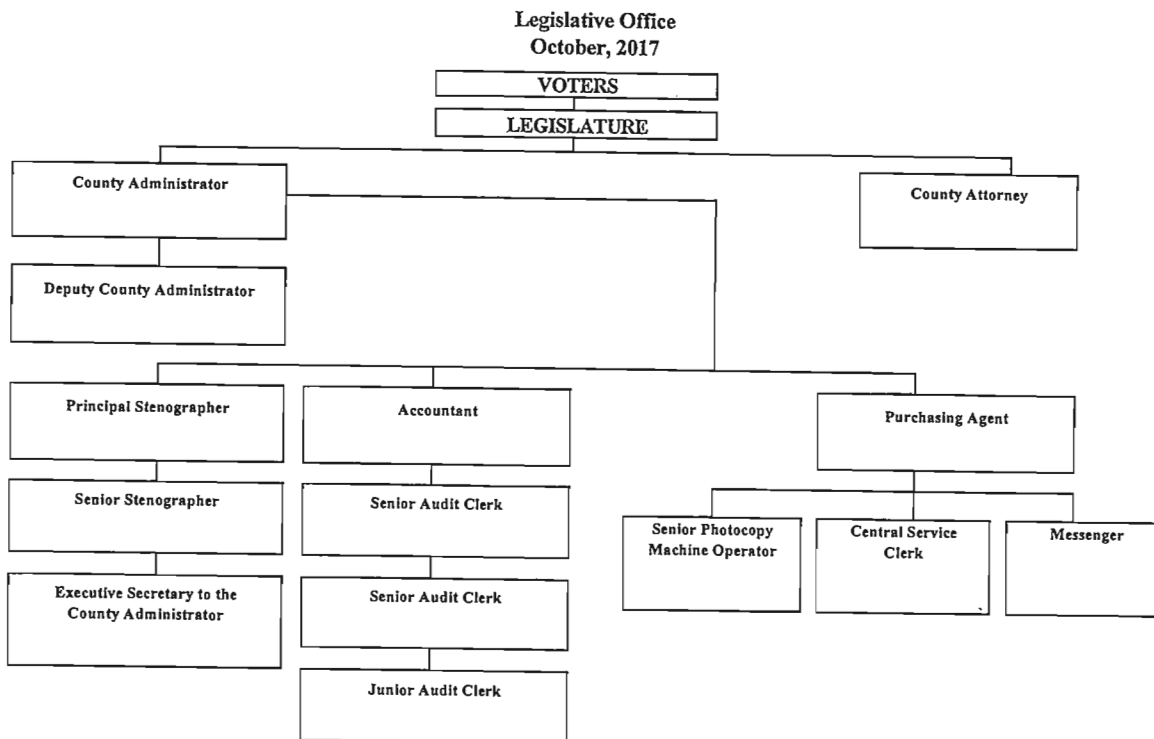 Legislative Office
October, 2017
VOTERS
LEGISLATURE
County Administrator
County Attorney
Deputy County Administrator
Principal Stenographer
Accountant
Purchasing Agent
Senior Stenographer
Senior Audit Clerk
Senior Photocopy
Machine Operator
Central Service
Clerk
Messenger
Executive Secretary to the
County Administrator
Senior Audit Clerk
Junior Audit Clerk